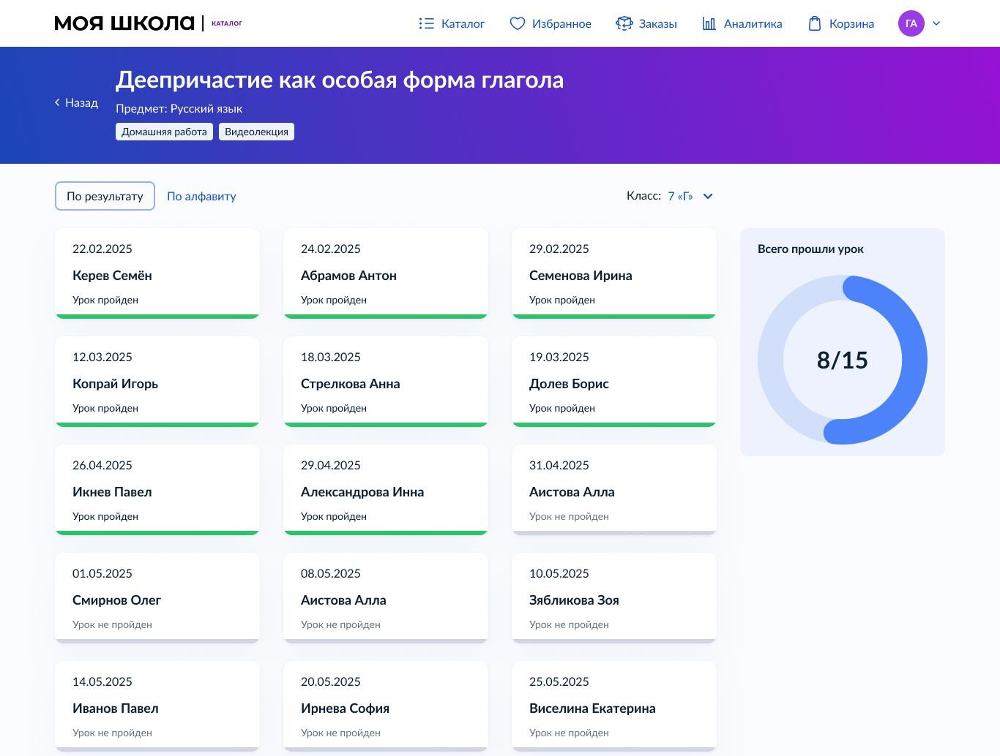 МОЯ ШКОЛА | КАТАЛОГ
Каталог
Избранное
Заказы
Аналитика
Корзина
ГА
Назад
Деепричастие как особая форма глагола
Предмет: Русский язык
Домашняя работа
Видеолекция
По результату
По алфавиту
Класс: 7 «Г»
22.02.2025
Керев Семён
Урок пройден
24.02.2025
Абрамов Антон
Урок пройден
29.02.2025
Семенова Ирина
Урок пройден
Всего прошли урок
8/15
12.03.2025
Копрай Игорь
Урок пройден
18.03.2025
Стрелкова Анна
Урок пройден
19.03.2025
Долев Борис
Урок пройден
26.04.2025
Икнев Павел
Урок пройден
29.04.2025
Александрова Инна
Урок пройден
31.04.2025
Аистова Алла
Урок не пройден
01.05.2025
Смирнов Олег
Урок не пройден
08.05.2025
Аистова Алла
Урок не пройден
10.05.2025
Зябликова Зоя
Урок не пройден
14.05.2025
Иванов Павел
Урок не пройден
20.05.2025
Ирнева София
Урок не пройден
25.05.2025
Виселина Екатерина
Урок не пройден